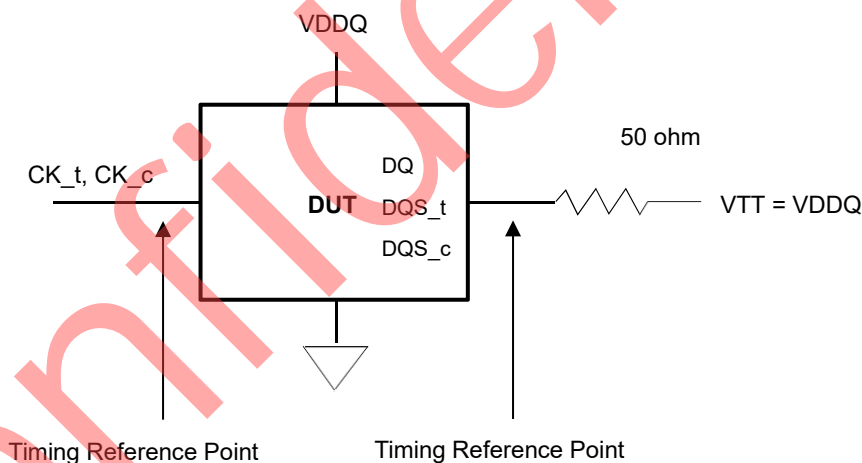 VDDQ
50 ohm
CK_t, CK_c
DQ
DUT
DQS_t
DQS_c
VTT = VDDQ
Timing Reference Point
Timing Reference Point